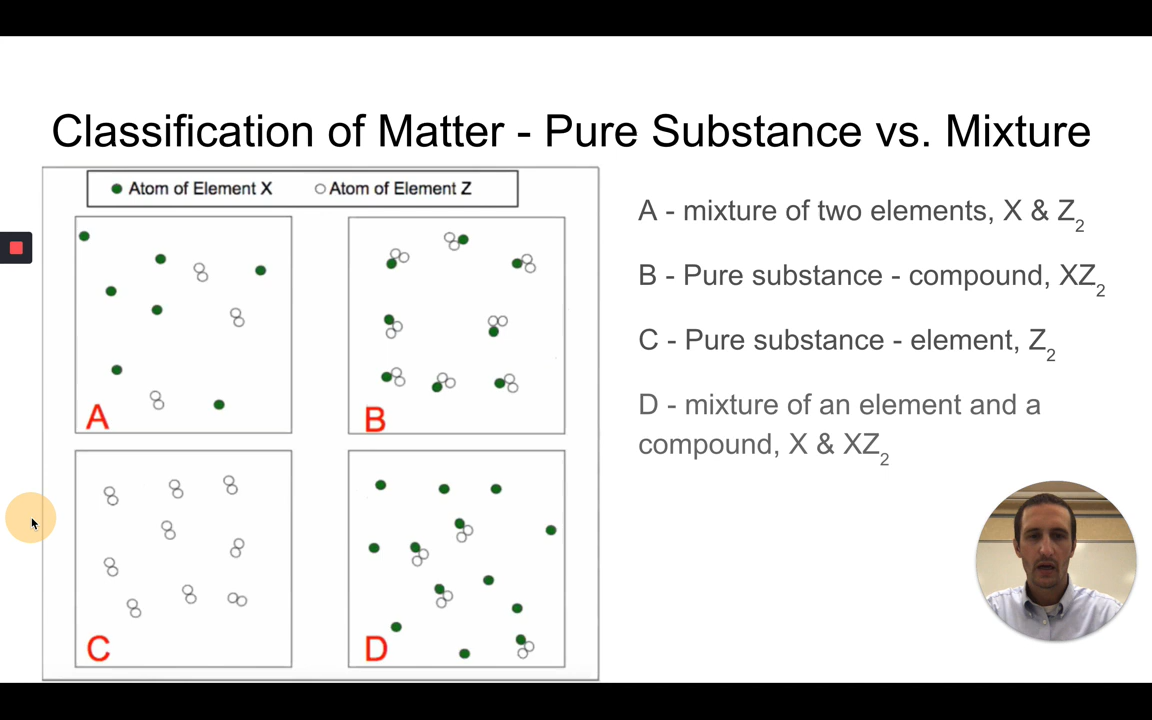 Classification of Matter - Pure Substance vs. Mixture
Atom of Element X Atom of Element Z
A
B
C
D
A - mixture of two elements, X & Z₂
B - Pure substance - compound, XZ₂
C - Pure substance - element, Z₂
D - mixture of an element and a
compound, X & XZ₂